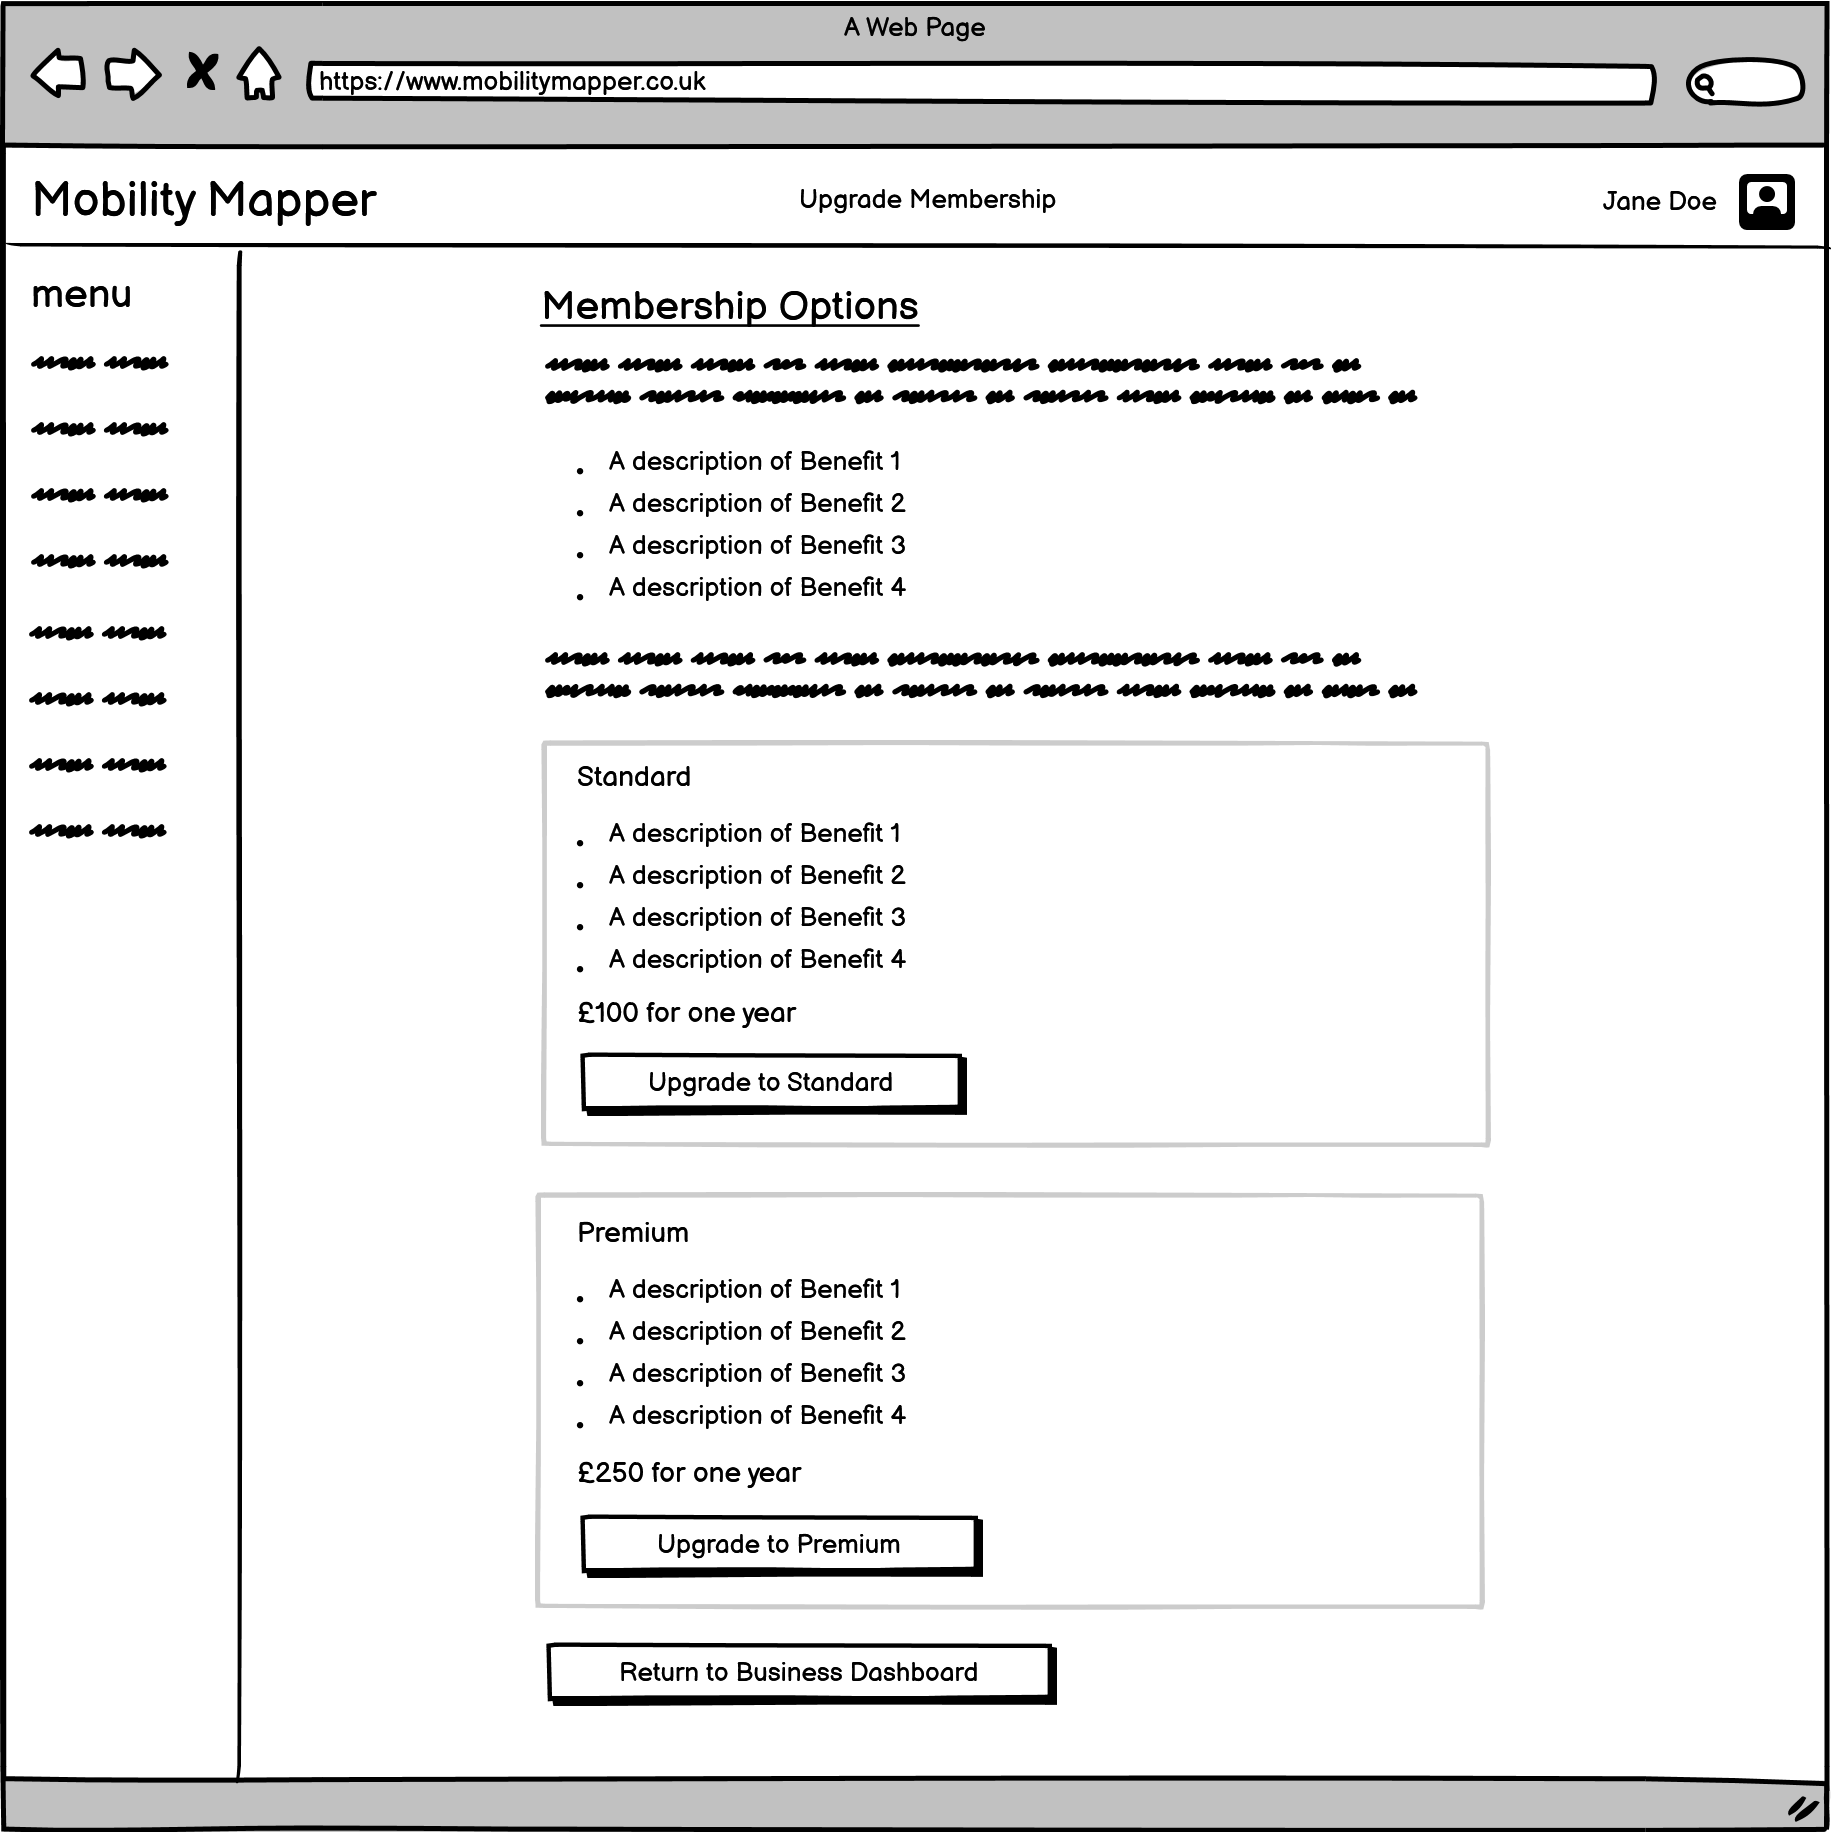 A Web Page
https://www.mobilitymapper.co.uk
Mobility Mapper
Upgrade Membership
Jane Doe
menu
Membership Options
A description of Benefit 1
A description of Benefit 2
A description of Benefit 3
A description of Benefit 4
Standard
A description of Benefit 1
A description of Benefit 2
A description of Benefit 3
A description of Benefit 4
£100 for one year
Upgrade to Standard
Premium
A description of Benefit 1
A description of Benefit 2
A description of Benefit 3
A description of Benefit 4
£250 for one year
Upgrade to Premium
Return to Business Dashboard